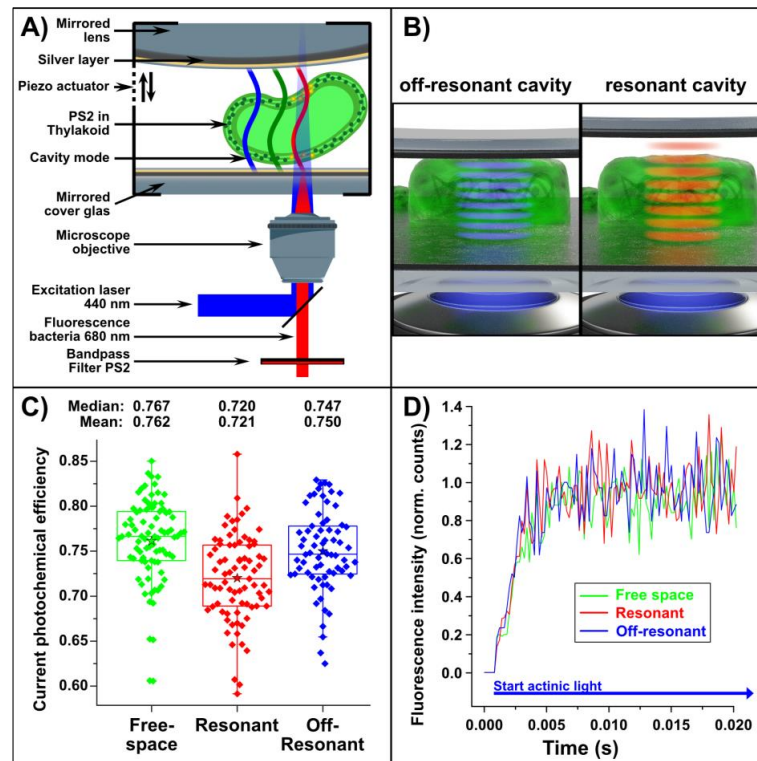 A)
Mirrored
lens
Silver layer
Piezo actuator
PS2 in
Thylakoid
Cavity mode
Mirrored
cover glas
Microscope
objective
Excitation laser
440 nm
Fluorescence
bacteria 680 nm
Bandpass
Filter PS2
B)
off-resonant cavity
resonant cavity
C)
Median: 0.767 0.720 0.747
Mean: 0.762 0.721 0.750
Current photochemical efficiency
0.85
0.80
0.75
0.70
0.65
0.60
Free-
space
Resonant
Off-
Resonant
D)
Fluorescence intensity (norm. counts)
1.4
1.2
1.0
0.8
0.6
0.4
0.2
0.0
Free space
Resonant
Off-resonant
Start actinic light
0.000 0.005 0.010 0.015 0.020
Time (s)